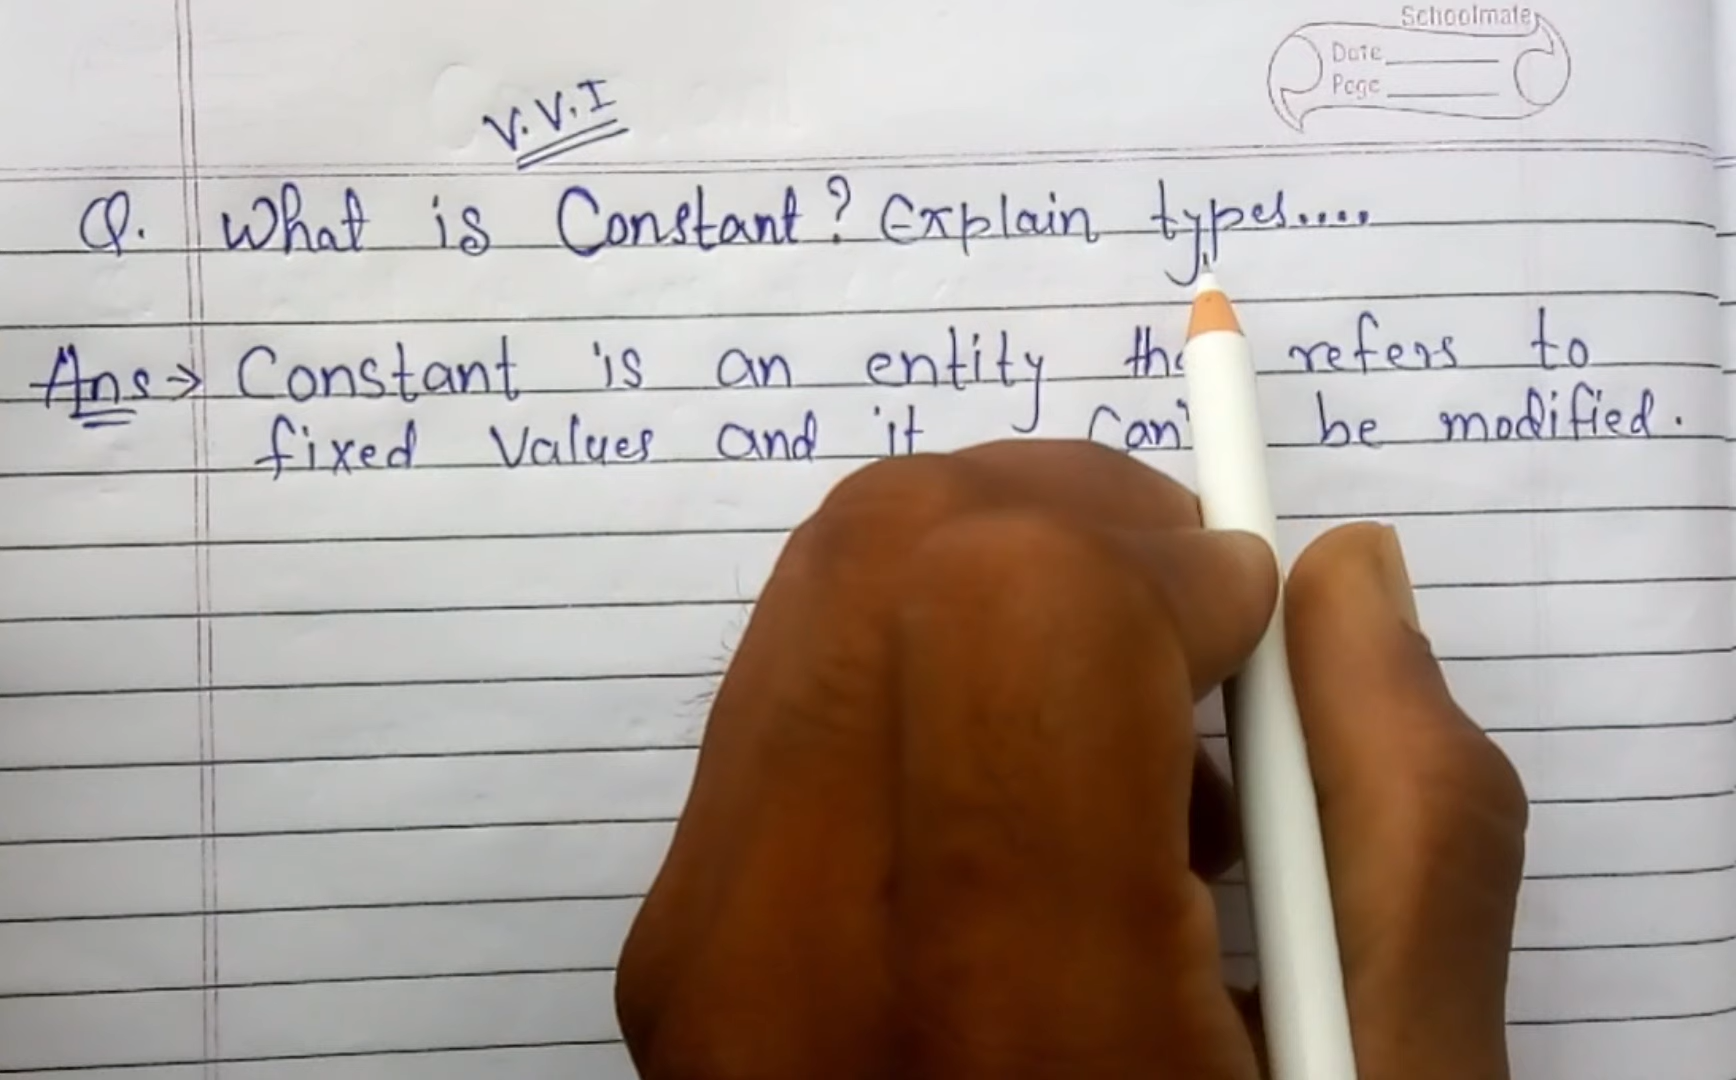 Schoolmate
Date
Page
V.V.I
Q. What is Constant? Explain types....
Ans→ Constant is an entity refers to
fixed Values and it be modified.